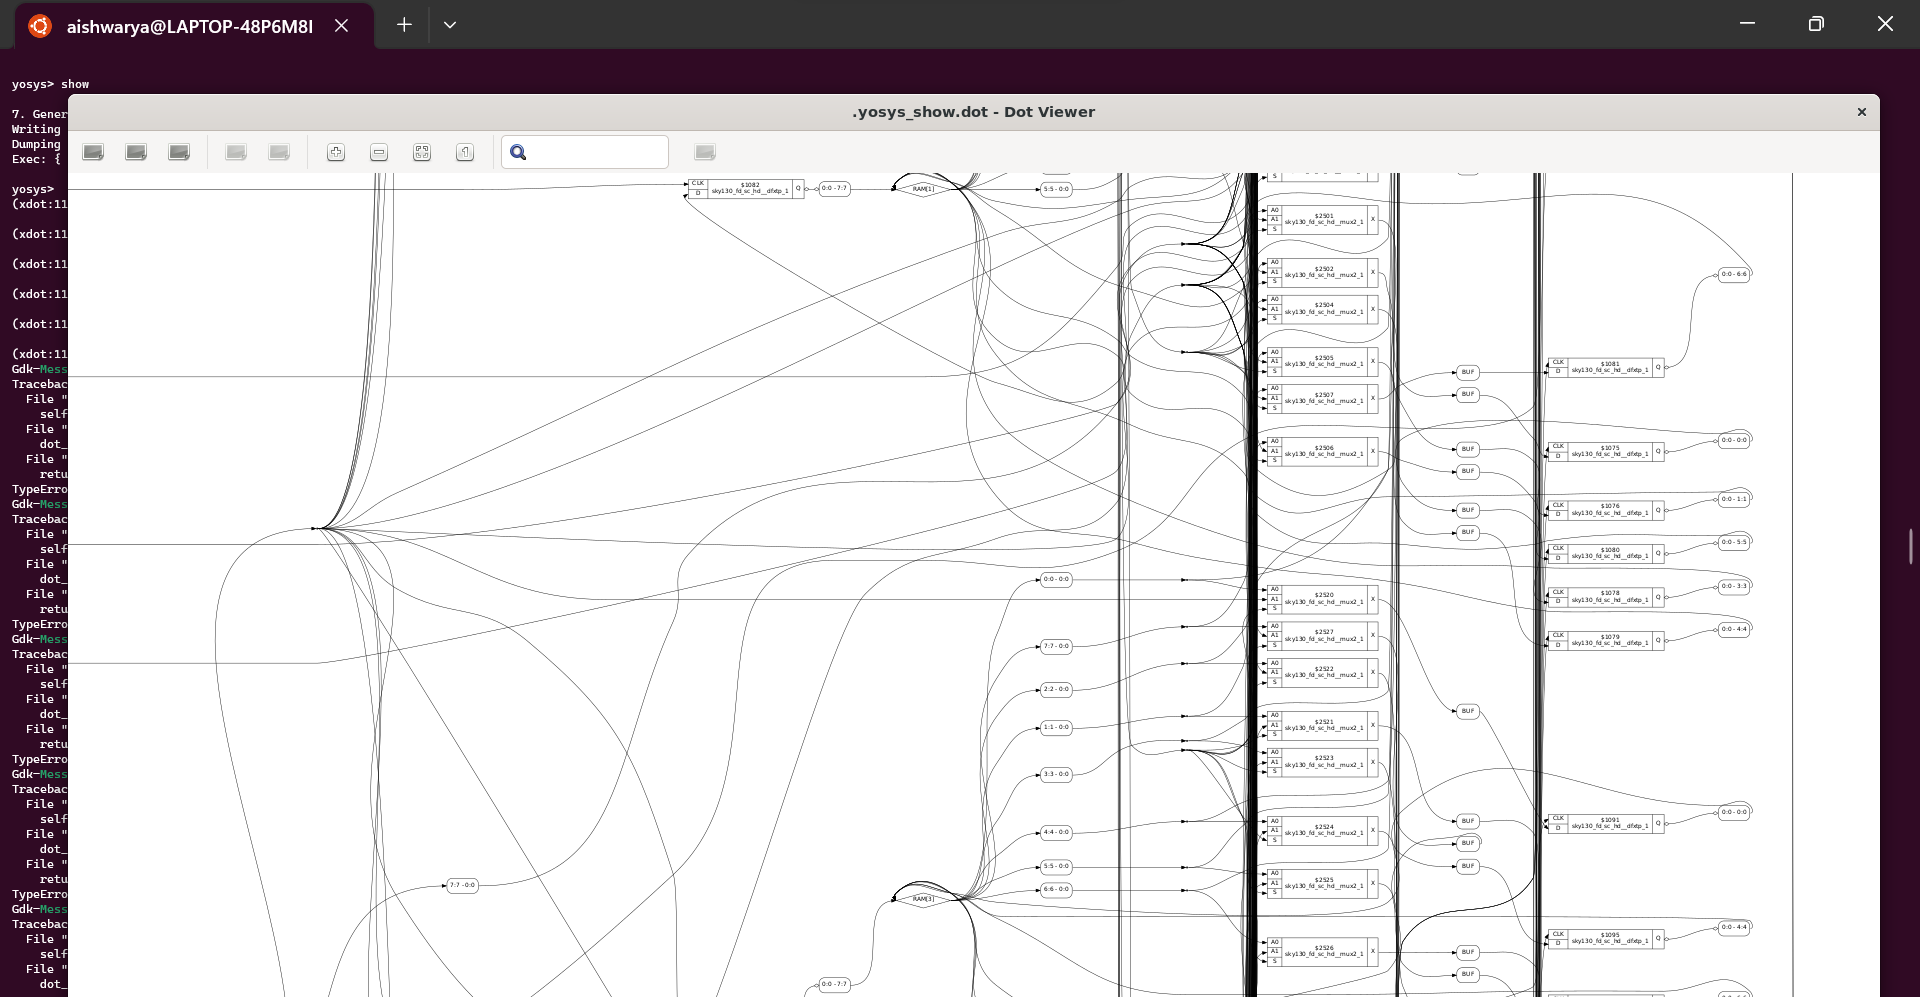 aishwarya@LAPTOP-48P6M8I
yosys> show
7. Gener
Writing
Dumping
Exec: {
yosys>
(xdot:11
(xdot:11
(xdot:11
(xdot:11
(xdot:11
(xdot:11
Gdk-Mess
Tracebac
File "
self
File "
dot_
File "
retu
TypeErro
Gdk-Mess
Tracebac
File "
self
File "
dot_
File "
retu
TypeErro
Gdk-Mess
Tracebac
File "
self
File "
dot_
File "
retu
TypeErro
Gdk-Mess
Tracebac
File "
self
File "
dot_
File "
retu
TypeErro
Gdk-Mess
Tracebac
File "
self
File "
dot_
.yosys_show.dot - Dot Viewer
CLK D $1082 sky130_fd_sc_hd__dfxtp_1 Q
0:0 - 7:7
RAM[1]
5:5 - 0:0
S
A0 A1 S $2501 sky130_fd_sc_hd__mux2_1 X
A0 A1 S $2502 sky130_fd_sc_hd__mux2_1 X
0:0 - 6:6
A0 A1 S $2504 sky130_fd_sc_hd__mux2_1 X
A0 A1 S $2505 sky130_fd_sc_hd__mux2_1 X
BUF
CLK D $1081 sky130_fd_sc_hd__dfxtp_1 Q
A0 A1 S $2507 sky130_fd_sc_hd__mux2_1 X
BUF
A0 A1 S $2506 sky130_fd_sc_hd__mux2_1 X
BUF
CLK D $1075 sky130_fd_sc_hd__dfxtp_1 Q
0:0 - 0:0
BUF
BUF
CLK D $1076 sky130_fd_sc_hd__dfxtp_1 Q
0:0 - 1:1
BUF
CLK D $1080 sky130_fd_sc_hd__dfxtp_1 Q
0:0 - 5:5
0:0 - 0:0
A0 A1 S $2520 sky130_fd_sc_hd__mux2_1 X
CLK D $1078 sky130_fd_sc_hd__dfxtp_1 Q
0:0 - 3:3
A0 A1 S $2527 sky130_fd_sc_hd__mux2_1 X
CLK D $1079 sky130_fd_sc_hd__dfxtp_1 Q
0:0 - 4:4
7:7 - 0:0
A0 A1 S $2522 sky130_fd_sc_hd__mux2_1 X
2:2 - 0:0
BUF
1:1 - 0:0
A0 A1 S $2521 sky130_fd_sc_hd__mux2_1 X
3:3 - 0:0
A0 A1 S $2523 sky130_fd_sc_hd__mux2_1 X
4:4 - 0:0
A0 A1 S $2524 sky130_fd_sc_hd__mux2_1 X
BUF
CLK D $1091 sky130_fd_sc_hd__dfxtp_1 Q
0:0 - 0:0
BUF
5:5 - 0:0
BUF
7:7 - 0:0
6:6 - 0:0
A0 A1 S $2525 sky130_fd_sc_hd__mux2_1 X
RAM[3]
A0 A1 S $2526 sky130_fd_sc_hd__mux2_1 X
BUF
CLK D $1095 sky130_fd_sc_hd__dfxtp_1 Q
0:0 - 4:4
0:0 - 7:7
BUF